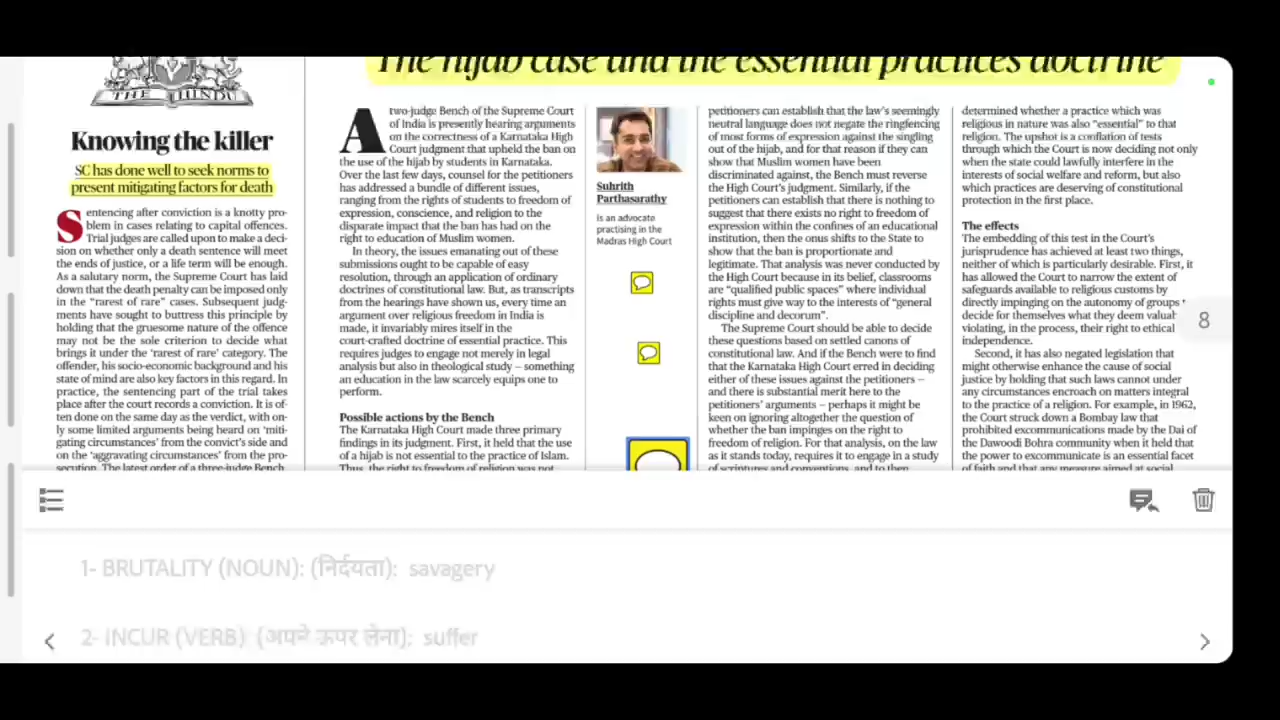 The hijab case and the essential practices doctrine
THE HINDU
Knowing the killer
SC has done well to seek norms to
present mitigating factors for death
Sentencing after conviction is a knotty pro-
blem in cases relating to capital offences.
Trial judges are called upon to make a deci-
sion on whether only a death sentence will meet
the ends of justice, or a life term will be enough.
As a salutary norm, the Supreme Court has laid
down that the death penalty can be imposed only
in the "rarest of rare" cases. Subsequent judg-
ments have sought to buttress this principle by
holding that the gruesome nature of the offence
may not be the sole criterion to decide what
brings it under the 'rarest of rare' category. The
offender, his socio-economic background and his
state of mind are also key factors in this regard. In
practice, the sentencing part of the trial takes
place after the court records a conviction. It is of-
ten done on the same day as the verdict, with on-
ly some limited arguments being heard on 'miti-
gating circumstances' from the convict's side and
on the 'aggravating circumstances' from the pro-
secution. The latest order of a three-judge Bench
A two-judge Bench of the Supreme Court
of India is presently hearing arguments
on the correctness of a Karnataka High
Court judgment that upheld the ban on
the use of the hijab by students in Karnataka.
Over the last few days, counsel for the petitioners
has addressed a bundle of different issues,
ranging from the rights of students to freedom of
expression, conscience, and religion to the
disparate impact that the ban has had on the
right to education of Muslim women.
In theory, the issues emanating out of these
submissions ought to be capable of easy
resolution, through an application of ordinary
doctrines of constitutional law. But, as transcripts
from the hearings have shown us, every time an
argument over religious freedom in India is
made, it invariably mires itself in the
court-crafted doctrine of essential practice. This
requires judges to engage not merely in legal
analysis but also in theological study – something
an education in the law scarcely equips one to
perform.
Possible actions by the Bench
The Karnataka High Court made three primary
findings in its judgment. First, it held that the use
of a hijab is not essential to the practice of Islam.
Thus, the right to freedom of religion was not
Suhrith
Parthasarathy
is an advocate
practising in the
Madras High Court
petitioners can establish that the law's seemingly
neutral language does not negate the ringfencing
of most forms of expression against the singling
out of the hijab, and for that reason if they can
show that Muslim women have been
discriminated against, the Bench must reverse
the High Court's judgment. Similarly, if the
petitioners can establish that there is nothing to
suggest that there exists no right to freedom of
expression within the confines of an educational
institution, then the onus shifts to the State to
show that the ban is proportionate and
legitimate. That analysis was never conducted by
the High Court because in its belief, classrooms
are "qualified public spaces" where individual
rights must give way to the interests of "general
discipline and decorum".
The Supreme Court should be able to decide
these questions based on settled canons of
constitutional law. And if the Bench were to find
that the Karnataka High Court erred in deciding
either of these issues against the petitioners –
and there is substantial merit here to the
petitioners' arguments – perhaps it might be
keen on ignoring altogether the question of
whether the ban impinges on the right to
freedom of religion. For that analysis, on the law
as it stands today, requires it to engage in a study
of scriptures and conventions, and to then
determined whether a practice which was
religious in nature was also "essential" to that
religion. The upshot is a conflation of tests
through which the Court is now deciding not only
when the state could lawfully interfere in the
interests of social welfare and reform, but also
which practices are deserving of constitutional
protection in the first place.
The effects
The embedding of this test in the Court's
jurisprudence has achieved at least two things,
neither of which is particularly desirable. First, it
has allowed the Court to narrow the extent of
safeguards available to religious customs by
directly impinging on the autonomy of groups
decide for themselves what they deem
violating, in the process, their right to ethical
independence.
Second, it has also negated legislation that
might otherwise enhance the cause of social
justice by holding that such laws cannot under
any circumstances encroach on matters integral
to the practice of a religion. For example, in 1962,
the Court struck down a Bombay law that
prohibited excommunications made by the Dai of
the Dawoodi Bohra community when it held that
the power to excommunicate is an essential facet
of faith and that any measure aimed at social
8
1- BRUTALITY (NOUN): (निर्दयता): savagery
2- INCUR (VERB): (अपने ऊपर लेना): suffer